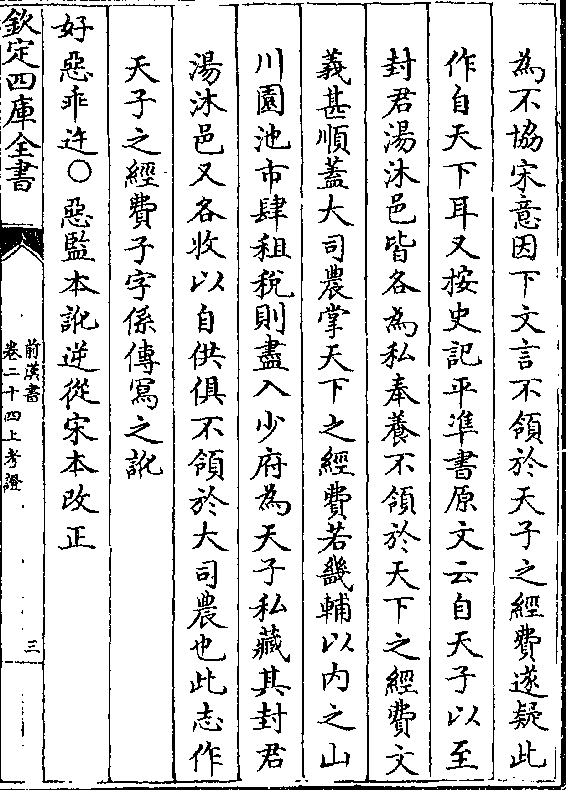 為不協宋意因下文言不領於天子之經費遂疑此
作自天下耳又按史記平準書原文云自天子以至
封君湯沐邑皆各為私奉養不領於天下之經費文
義甚順蓋大司農掌天下之經費若畿輔以内之山
川園池市肆租稅則盡入少府為天子私藏其封君
湯沐邑又各收以自供俱不領於大司農也此志作
天子之經費子字係傳寫之訛
好惡乖迕○惡監本訛逆從宋本改正
欽定四庫全書
前漢書
卷二十四上考證
三